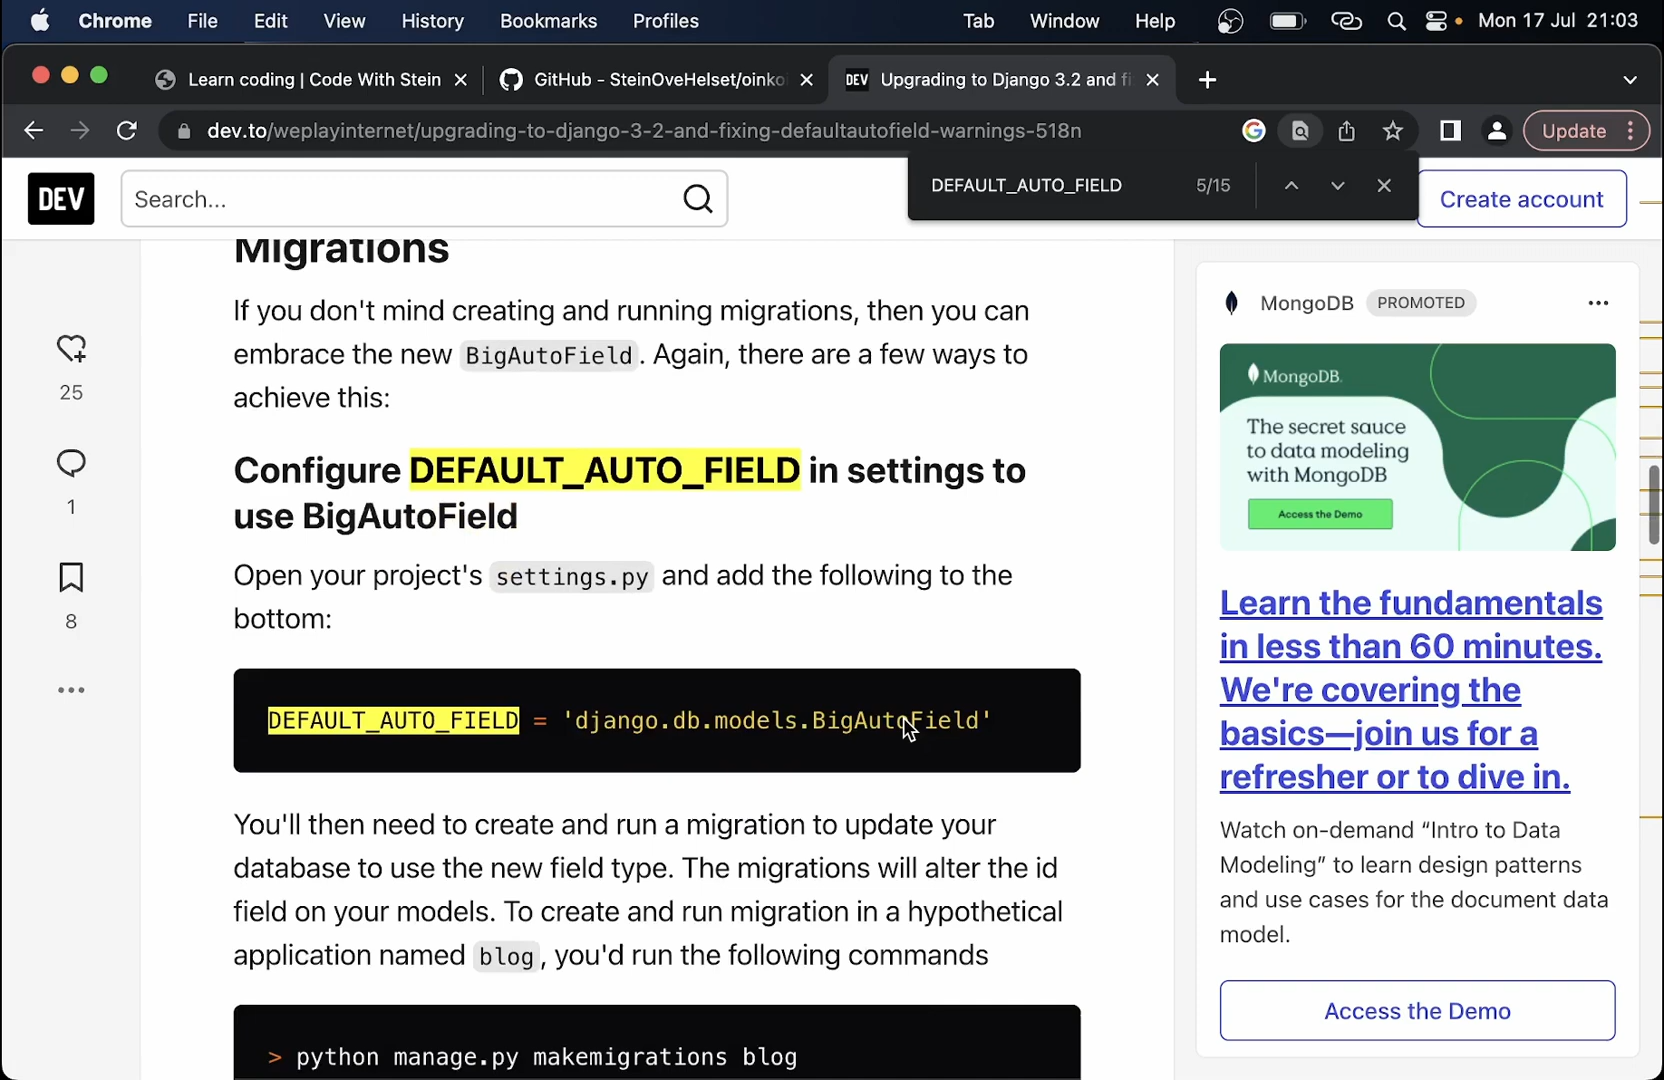 Chrome File Edit View History Bookmarks Profiles Tab Window Help Mon 17 Jul 21:03
Learn coding | Code With Stein GitHub - SteinOveHelset/oinko DEV Upgrading to Django 3.2 and fi
dev.to/weplayinternet/upgrading-to-django-3-2-and-fixing-defaultautofield-warnings-518n Update
DEFAULT_AUTO_FIELD 5/15
DEV Search... Create account
Migrations
If you don't mind creating and running migrations, then you can
embrace the new BigAutoField. Again, there are a few ways to
achieve this:
Configure DEFAULT_AUTO_FIELD in settings to
use BigAutoField
Open your project's settings.py and add the following to the
bottom:
DEFAULT_AUTO_FIELD = 'django.db.models.BigAutoField'
You'll then need to create and run a migration to update your
database to use the new field type. The migrations will alter the id
field on your models. To create and run migration in a hypothetical
application named blog, you'd run the following commands
> python manage.py makemigrations blog
25
1
8
MongoDB PROMOTED
MongoDB.
The secret sauce
to data modeling
with MongoDB
Access the Demo
Learn the fundamentals
in less than 60 minutes.
We're covering the
basics—join us for a
refresher or to dive in.
Watch on-demand “Intro to Data
Modeling” to learn design patterns
and use cases for the document data
model.
Access the Demo